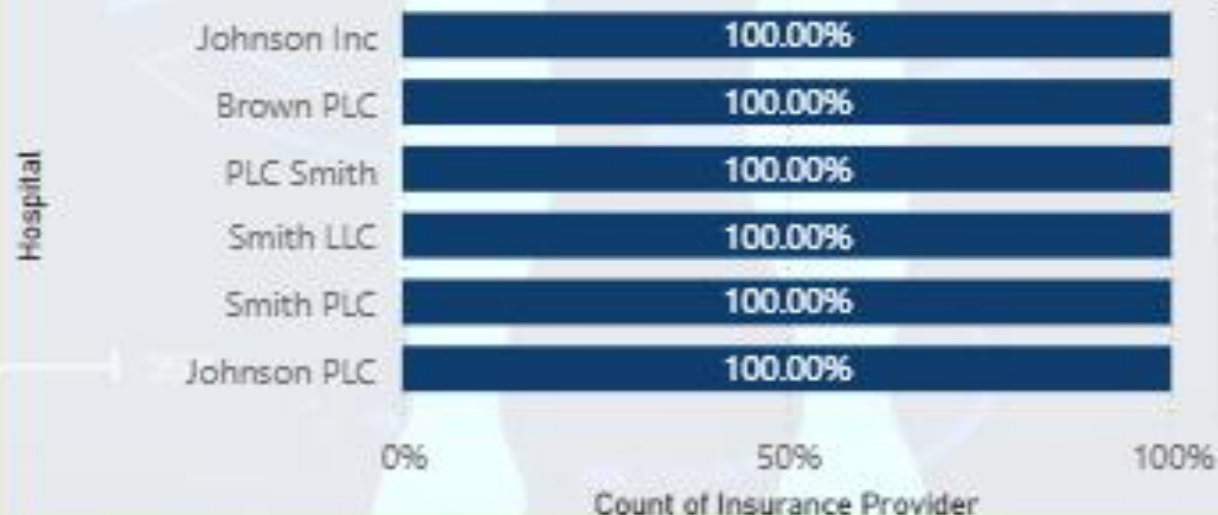 Hospital
Johnson Inc 100.00%
Brown PLC 100.00%
PLC Smith 100.00%
Smith LLC 100.00%
Smith PLC 100.00%
Johnson PLC 100.00%
0% 50% 100%
Count of Insurance Provider